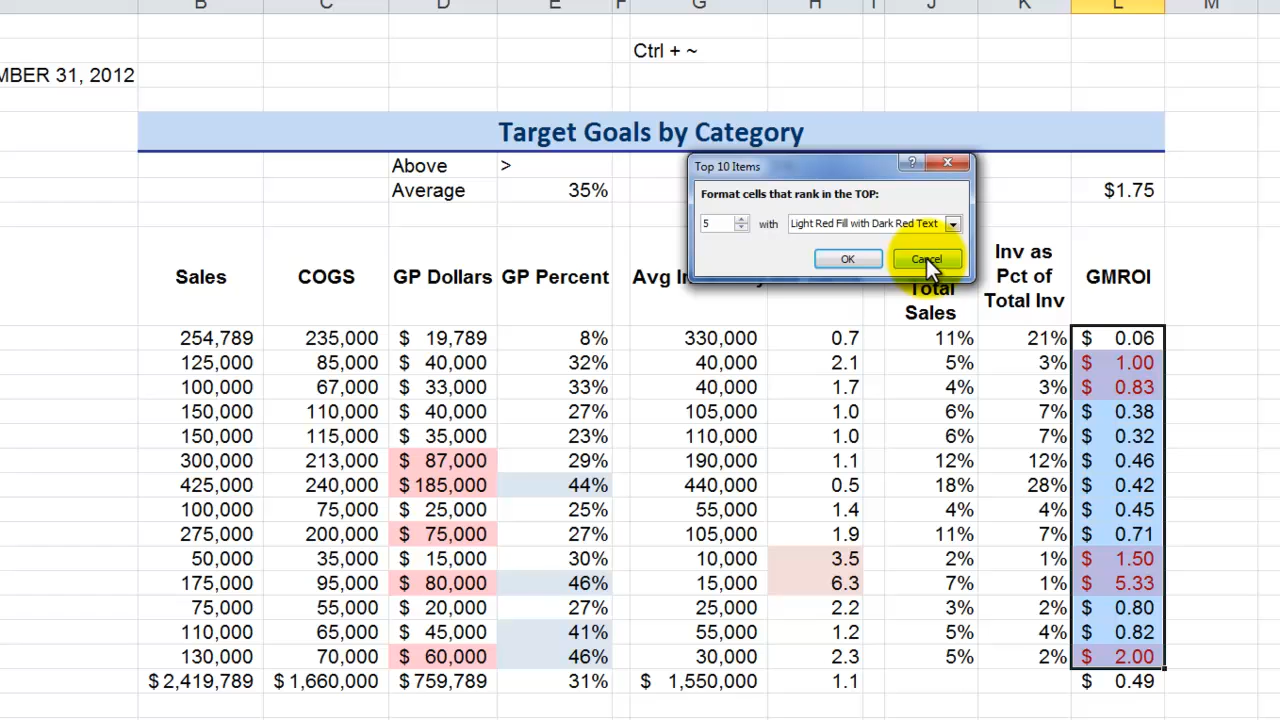 B C D E F G H I J K L M
Ctrl + ~
MBER 31, 2012
Target Goals by Category
Above >
Average 35% $1.75
Top 10 Items
Format cells that rank in the TOP:
5 with Light Red Fill with Dark Red Text
OK Cancel
Sales COGS GP Dollars GP Percent Avg Total Sales Inv as Pct of Total Inv GMROI
254,789 235,000 $ 19,789 8% 330,000 0.7 11% 21% $ 0.06
125,000 85,000 $ 40,000 32% 40,000 2.1 5% 3% $ 1.00
100,000 67,000 $ 33,000 33% 40,000 1.7 4% 3% $ 0.83
150,000 110,000 $ 40,000 27% 105,000 1.0 6% 7% $ 0.38
150,000 115,000 $ 35,000 23% 110,000 1.0 6% 7% $ 0.32
300,000 213,000 $ 87,000 29% 190,000 1.1 12% 12% $ 0.46
425,000 240,000 $ 185,000 44% 440,000 0.5 18% 28% $ 0.42
100,000 75,000 $ 25,000 25% 55,000 1.4 4% 4% $ 0.45
275,000 200,000 $ 75,000 27% 105,000 1.9 11% 7% $ 0.71
50,000 35,000 $ 15,000 30% 10,000 3.5 2% 1% $ 1.50
175,000 95,000 $ 80,000 46% 15,000 6.3 7% 1% $ 5.33
75,000 55,000 $ 20,000 27% 25,000 2.2 3% 2% $ 0.80
110,000 65,000 $ 45,000 41% 55,000 1.2 5% 4% $ 0.82
130,000 70,000 $ 60,000 46% 30,000 2.3 5% 2% $ 2.00
$ 2,419,789 $ 1,660,000 $ 759,789 31% $ 1,550,000 1.1 $ 0.49